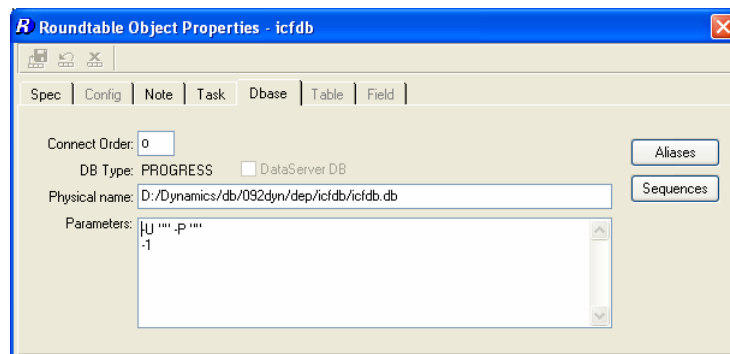 R Roundtable Object Properties - icfdb
Spec Config Note Task Dbase Table Field
Connect Order: 0
Aliases
DB Type: PROGRESS DataServer DB
Physical name: D:/Dynamics/db/092dyn/dep/icfdb/icfdb.db
Sequences
Parameters: -U "" -P ""
-1